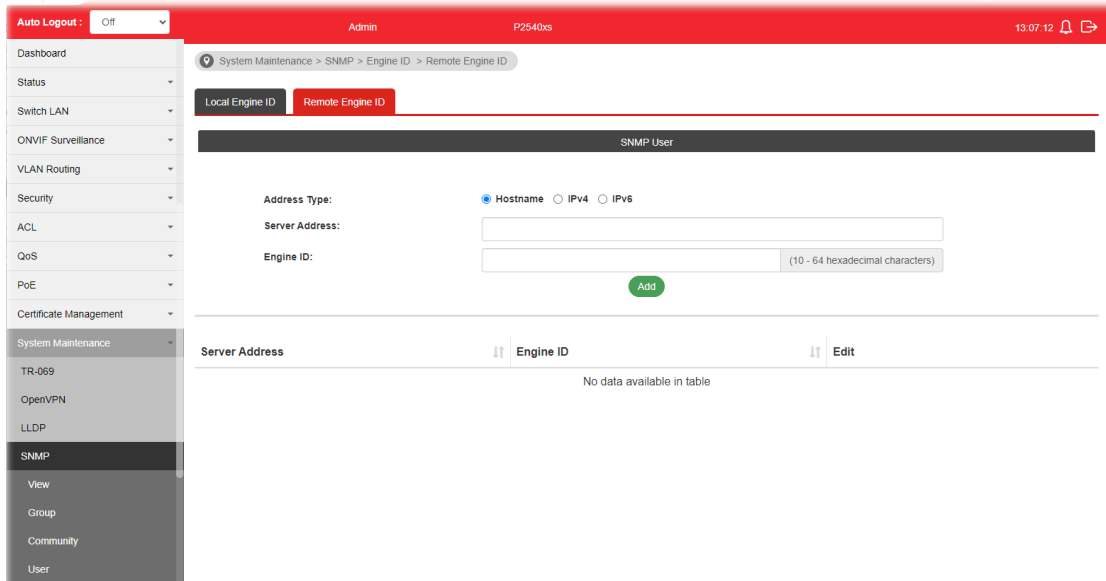 Auto Logout : Off
Admin
P2540xs
13:07:12
Dashboard
Status
Switch LAN
ONVIF Surveillance
VLAN Routing
Security
ACL
QoS
PoE
Certificate Management
System Maintenance
TR-069
OpenVPN
LLDP
SNMP
View
Group
Community
User
System Maintenance > SNMP > Engine ID > Remote Engine ID
Local Engine ID
Remote Engine ID
SNMP User
Address Type: Hostname IPv4 IPv6
Server Address:
Engine ID: (10 - 64 hexadecimal characters)
Add
Server Address Engine ID Edit
No data available in table